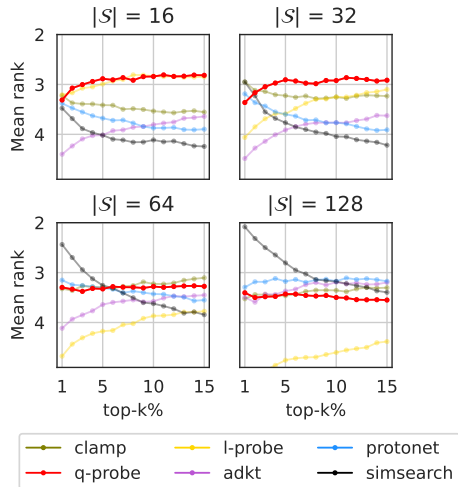 |𝒮| = 16 |𝒮| = 32
2
3
4
Mean rank
|𝒮| = 64 |𝒮| = 128
2
3
4
Mean rank
1 5 10 15 1 5 10 15
top-k% top-k%
clamp l-probe protonet
q-probe adkt simsearch